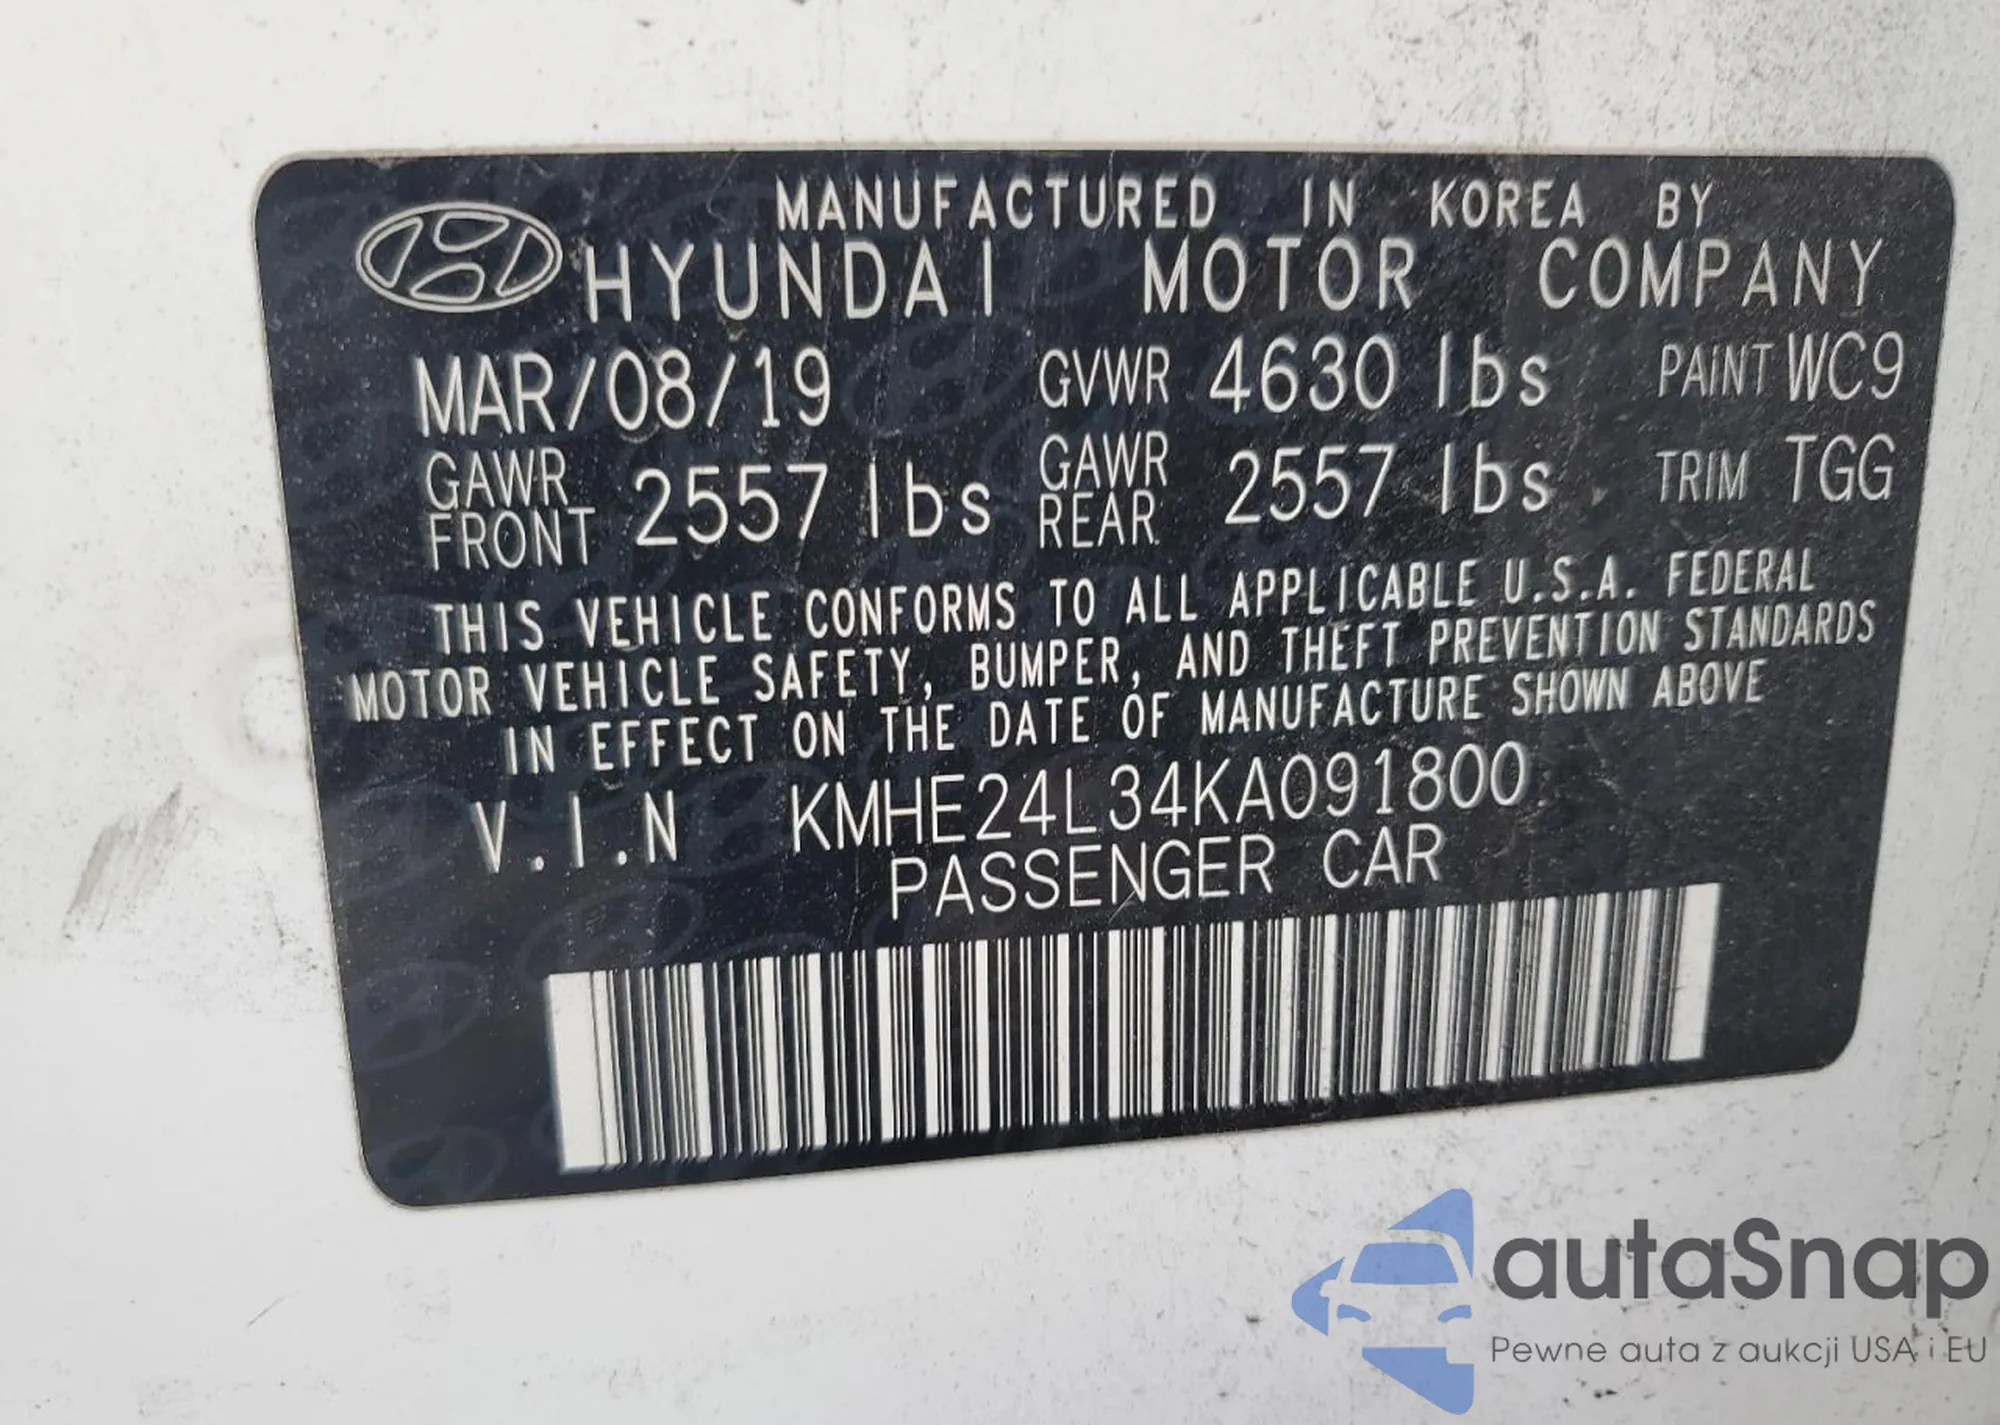 MANUFACTURED IN KOREA BY
HYUNDAI MOTOR COMPANY
MAR/08/19 GVWR 4630 lbs PAINT WC9
GAWR FRONT 2557 lbs GAWR REAR 2557 lbs TRIM TGG
THIS VEHICLE CONFORMS TO ALL APPLICABLE U.S.A. FEDERAL
MOTOR VEHICLE SAFETY, BUMPER, AND THEFT PREVENTION STANDARDS
IN EFFECT ON THE DATE OF MANUFACTURE SHOWN ABOVE
V.I.N KMHE24L34KA091800
PASSENGER CAR
autaSnap
Pewne auta z aukcji USA i EU